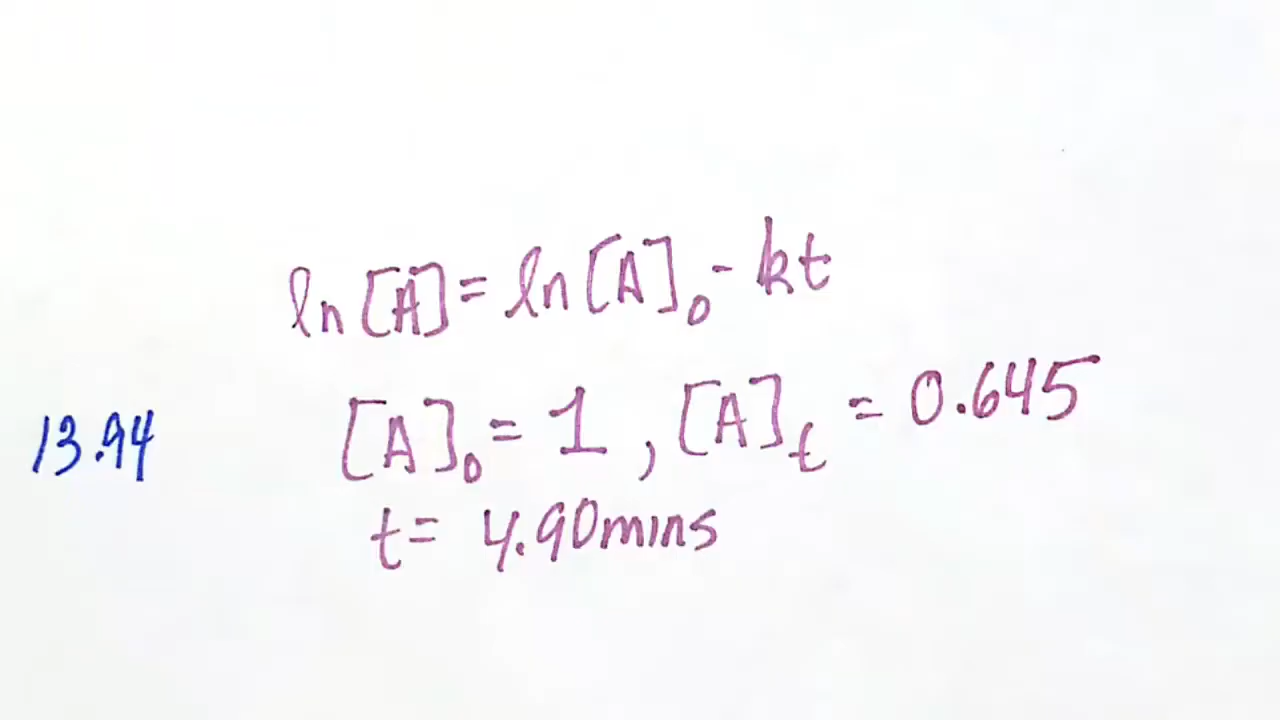 ln [A] = ln [A]₀ - kt
13.94
[A]₀ = 1 , [A]ₜ = 0.645
t = 4.90mins